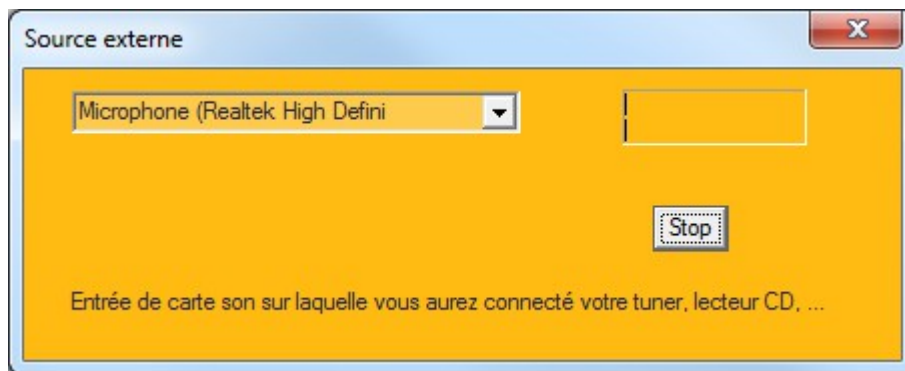 Source externe
Microphone (Realtek High Defini
Stop
Entrée de carte son sur laquelle vous aurez connecté votre tuner, lecteur CD, ...